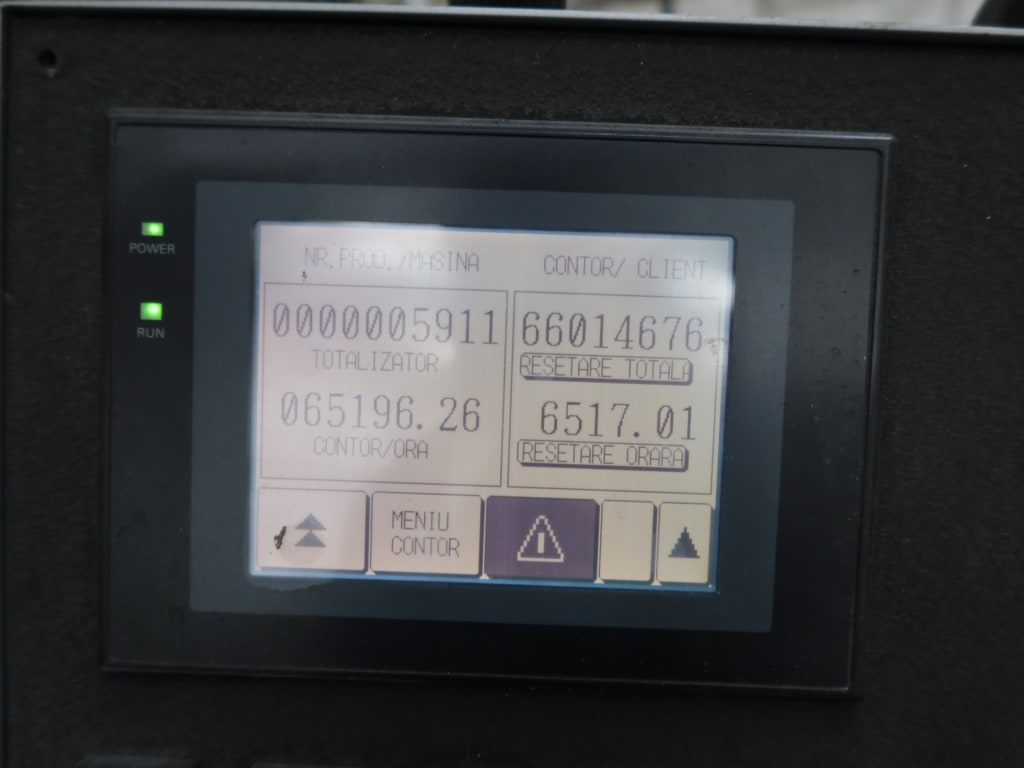 POWER
RUN
NR.PROD./MASINA
0000005911
TOTALIZATOR
065196.26
CONTOR/ORA
CONTOR/ CLIENT
66014676
RESETARE TOTALA
6517.01
RESETARE ORARA
MENIU
CONTOR